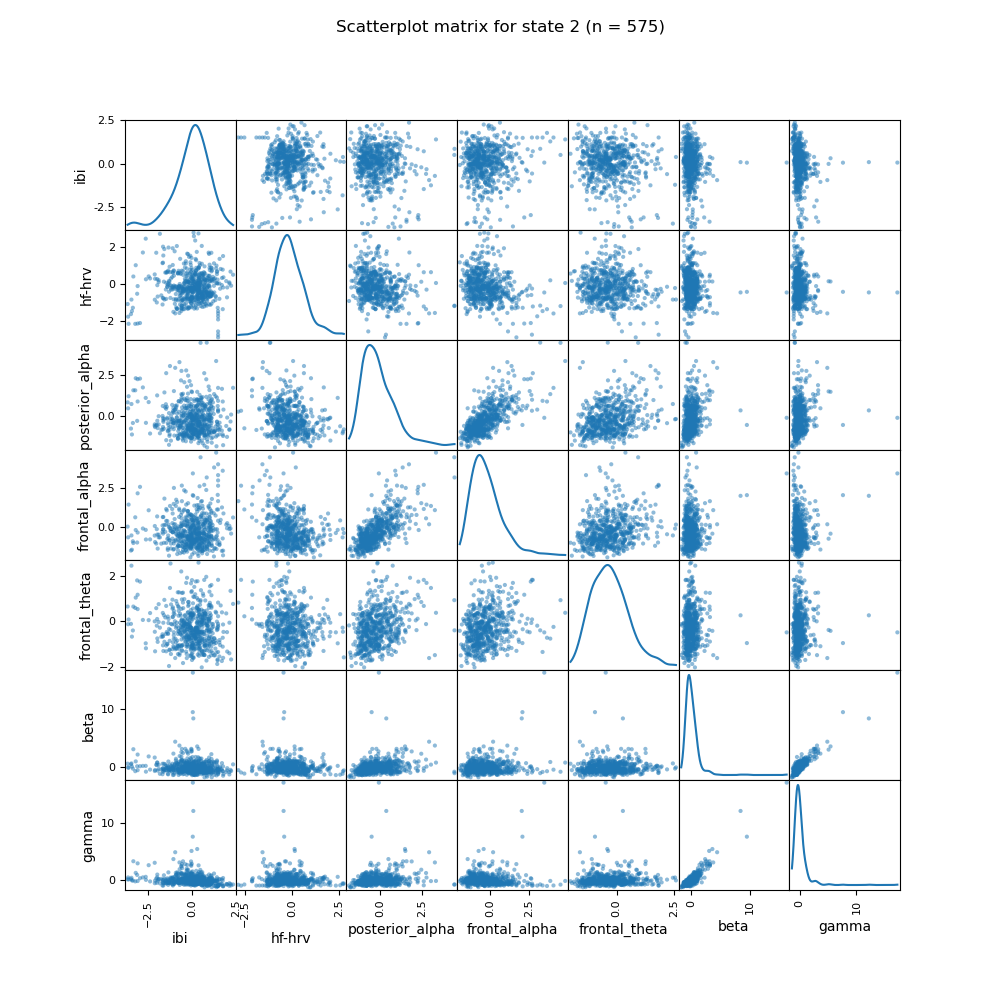 Scatterplot matrix for state 2 (n = 575)
2.5
0.0
−2.5
ibi
2
0
−2
hf-hrv
2.5
0.0
posterior_alpha
2.5
0.0
frontal_alpha
2
0
−2
frontal_theta
10
0
beta
10
0
gamma
−2.5 0.0 2.5 −2.5 0.0 2.5 0.0 2.5 0.0 2.5 0.0 2.5 0 10 0 10
ibi hf-hrv posterior_alpha frontal_alpha frontal_theta beta gamma